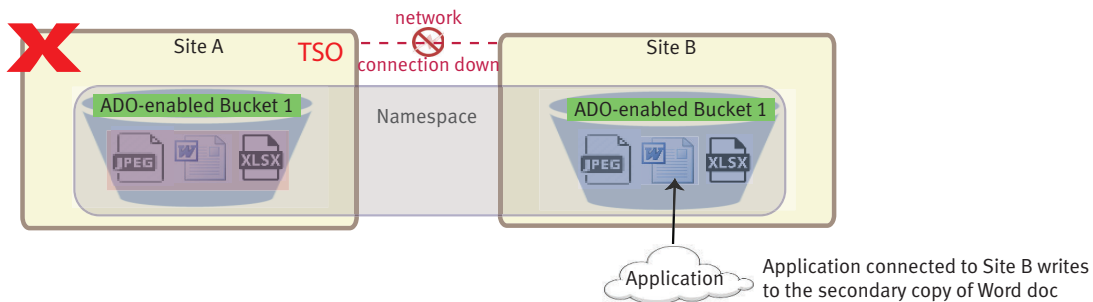 network
Site A
TSO
Site B
connection down
ADO-enabled Bucket 1
Namespace
ADO-enabled Bucket 1
JPEG
W
XLSX
JPEG
W
XLSX
Application
Application connected to Site B writes
to the secondary copy of Word doc